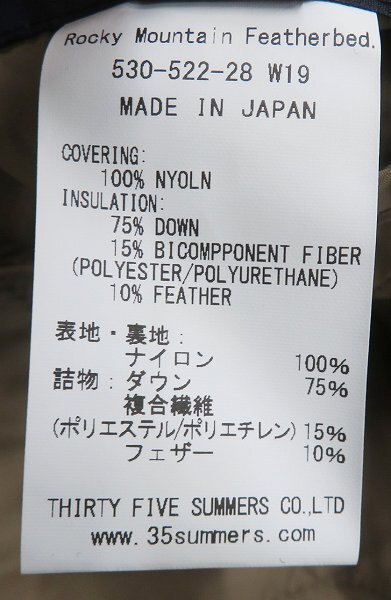 Rocky Mountain Featherbed.
530-522-28 W19
MADE IN JAPAN
COVERING:
100% NYOLN
INSULATION:
75% DOWN
15% BICOMPPONENT FIBER
(POLYESTER/POLYURETHANE)
10% FEATHER
表地・裏地:
ナイロン 100%
詰物:ダウン 75%
複合繊維
(ポリエステル/ポリエチレン) 15%
フェザー 10%
THIRTY FIVE SUMMERS CO.,LTD
www.35summers.com